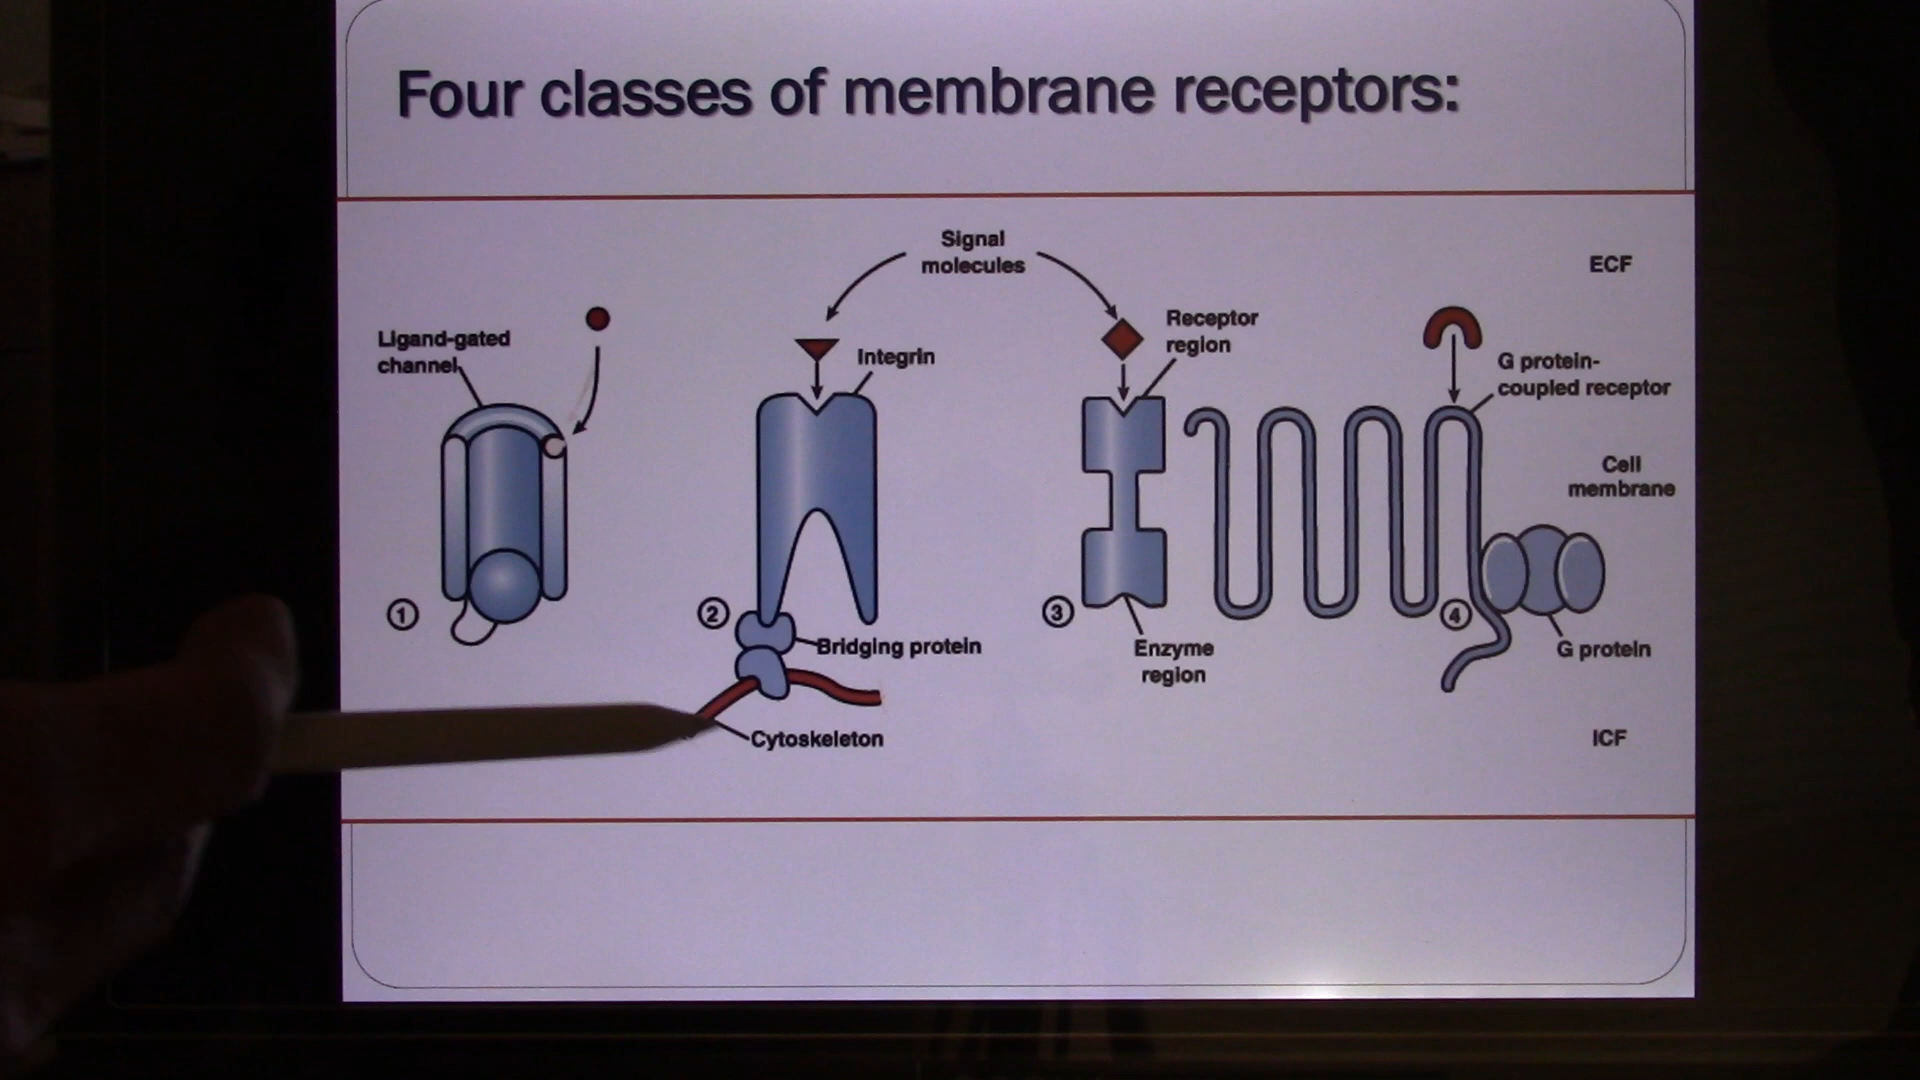 Four classes of membrane receptors:
Signal
molecules
ECF
Ligand-gated
channel
Integrin
Receptor
region
G protein-
coupled receptor
Cell
membrane
1
2
3
4
Bridging protein
Enzyme
region
G protein
Cytoskeleton
ICF